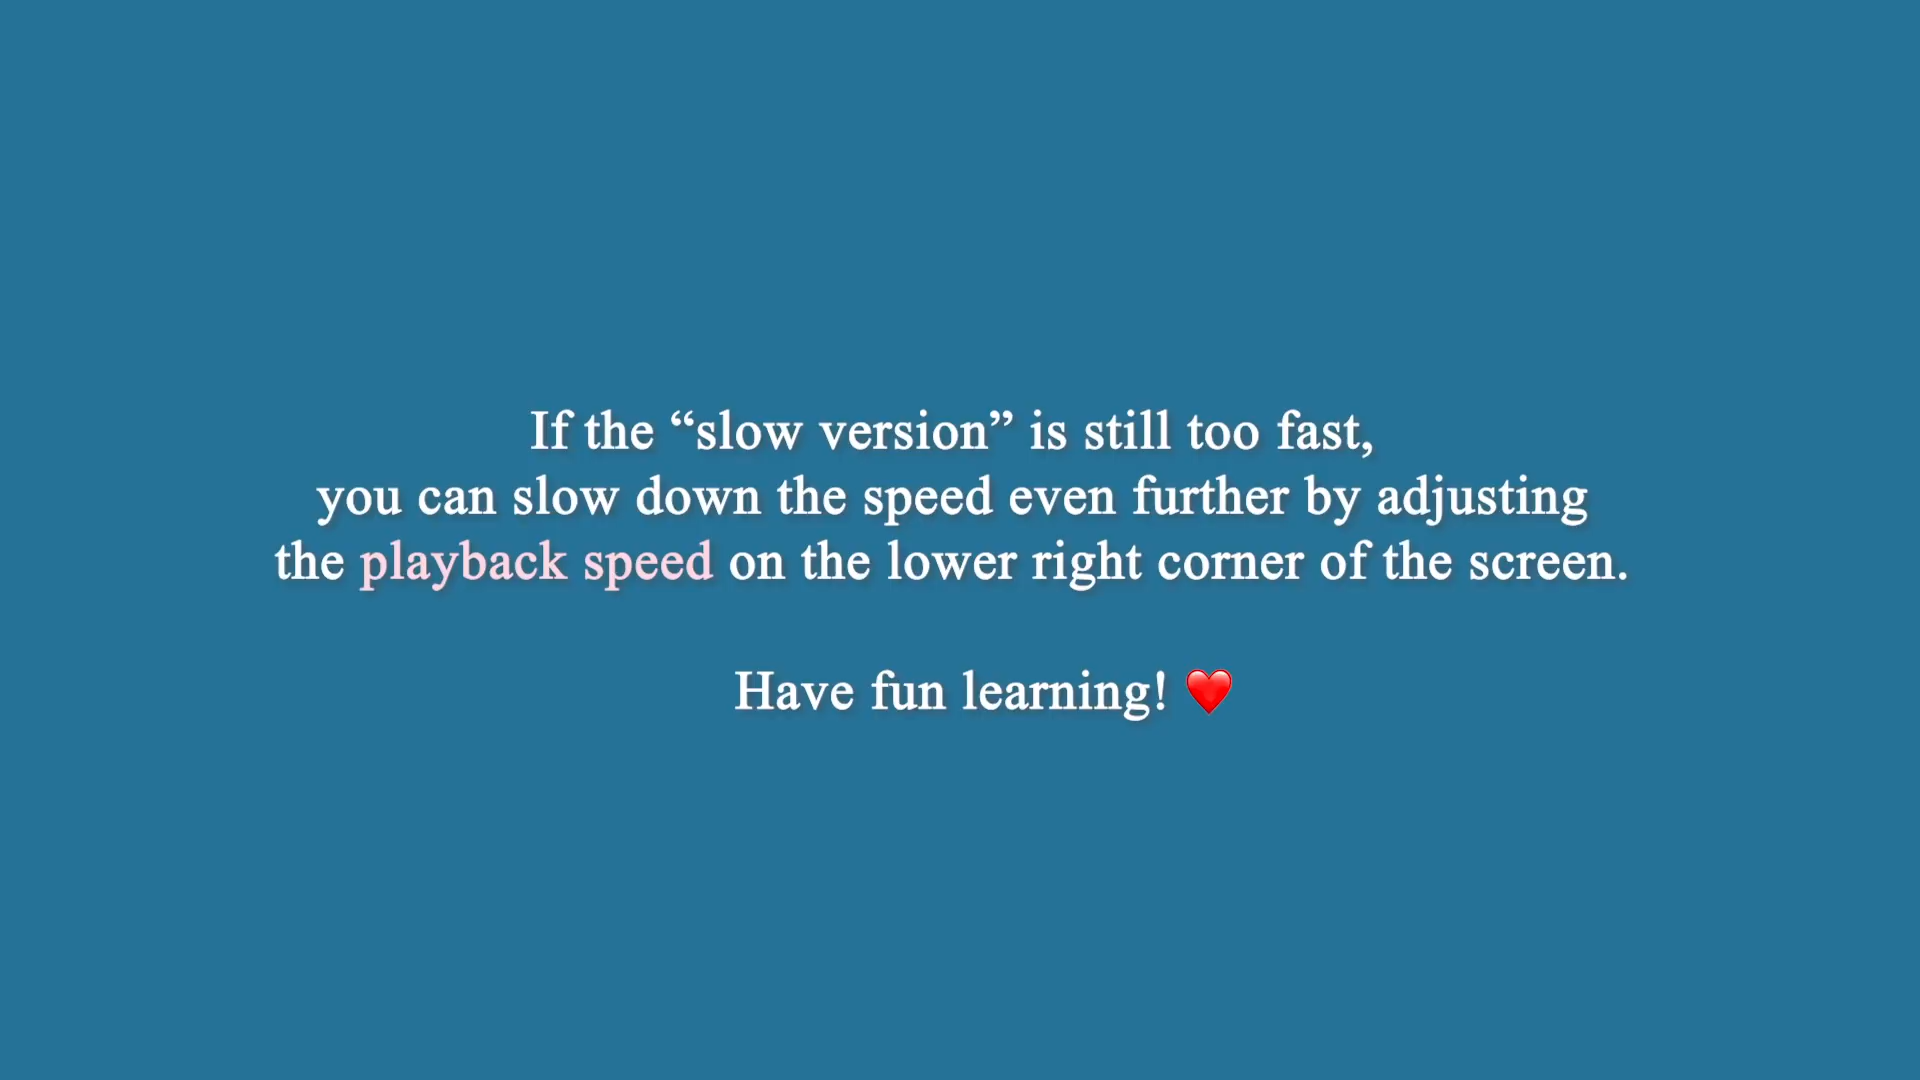 If the “slow version” is still too fast,
you can slow down the speed even further by adjusting
the playback speed on the lower right corner of the screen.
Have fun learning! ❤️